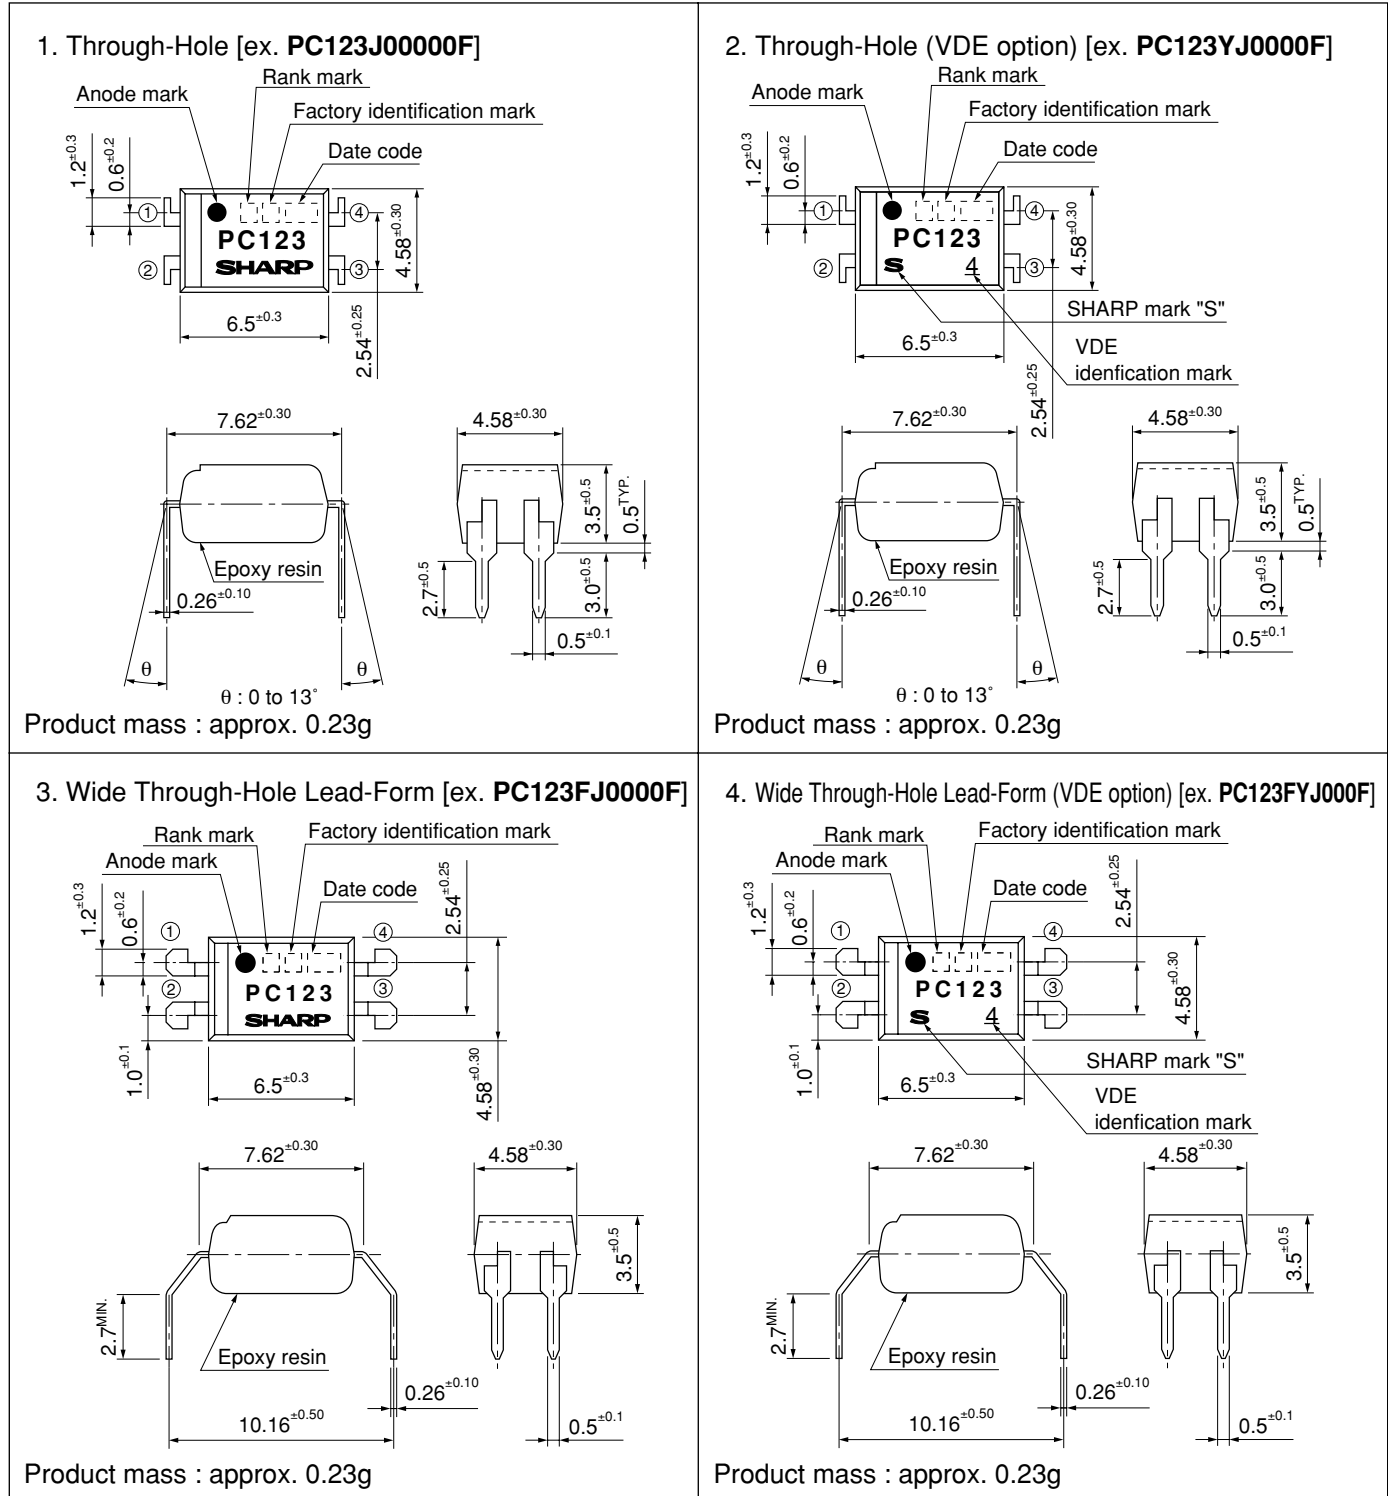 1. Through-Hole [ex. PC123J00000F]
Rank mark
Anode mark
Factory identification mark
Date code
1.2±0.3
0.6±0.2
①
④
PC123
SHARP
②
③
4.58±0.30
6.5±0.3
2.54±0.25
7.62±0.30
4.58±0.30
3.5±0.5
0.5TYP.
Epoxy resin
2.7±0.5
3.0±0.5
0.26±0.10
0.5±0.1
θ
θ
θ : 0 to 13˚
Product mass : approx. 0.23g
2. Through-Hole (VDE option) [ex. PC123YJ0000F]
Rank mark
Anode mark
Factory identification mark
Date code
1.2±0.3
0.6±0.2
①
④
PC123
S
4
②
③
4.58±0.30
SHARP mark "S"
6.5±0.3
VDE
idenfication mark
2.54±0.25
7.62±0.30
4.58±0.30
3.5±0.5
0.5TYP.
Epoxy resin
2.7±0.5
3.0±0.5
0.26±0.10
0.5±0.1
θ
θ
θ : 0 to 13˚
Product mass : approx. 0.23g
3. Wide Through-Hole Lead-Form [ex. PC123FJ0000F]
Rank mark
Factory identification mark
Anode mark
Date code
1.2±0.3
0.6±0.2
2.54±0.25
①
④
②
③
PC123
SHARP
1.0±0.1
6.5±0.3
4.58±0.30
7.62±0.30
4.58±0.30
3.5±0.5
2.7MIN.
Epoxy resin
0.26±0.10
10.16±0.50
0.5±0.1
Product mass : approx. 0.23g
4. Wide Through-Hole Lead-Form (VDE option) [ex. PC123FYJ000F]
Rank mark
Factory identification mark
Anode mark
Date code
1.2±0.3
0.6±0.2
2.54±0.25
①
④
②
③
PC123
S
4
4.58±0.30
1.0±0.1
SHARP mark "S"
6.5±0.3
VDE
idenfication mark
7.62±0.30
4.58±0.30
3.5±0.5
2.7MIN.
Epoxy resin
0.26±0.10
10.16±0.50
0.5±0.1
Product mass : approx. 0.23g